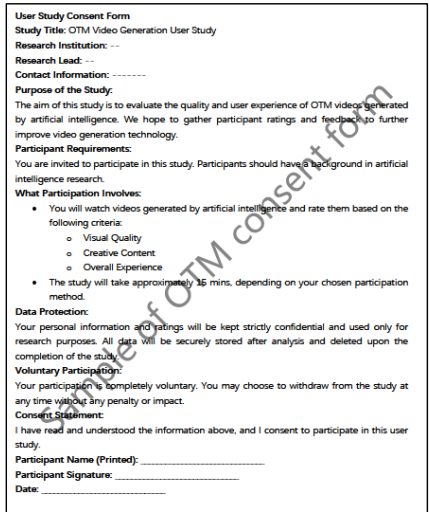 User Study Consent Form
Study Title: OTM Video Generation User Study
Research Institution: --
Research Lead: --
Contact Information: -------
Purpose of the Study:
The aim of this study is to evaluate the quality and user experience of OTM videos generated
by artificial intelligence. We hope to gather participant ratings and feedback to further
improve video generation technology.
Participant Requirements:
You are invited to participate in this study. Participants should have a background in artificial
intelligence research.
What Participation Involves:
• You will watch videos generated by artificial intelligence and rate them based on the
following criteria:
o Visual Quality
o Creative Content
o Overall Experience
• The study will take approximately 15 mins, depending on your chosen participation
method.
Data Protection:
Your personal information and ratings will be kept strictly confidential and used only for
research purposes. All data will be securely stored after analysis and deleted upon the
completion of the study.
Voluntary Participation:
Your participation is completely voluntary. You may choose to withdraw from the study at
any time without any penalty or impact.
Consent Statement:
I have read and understood the information above, and I consent to participate in this user
study.
Participant Name (Printed): ____________________
Participant Signature: ____________________
Date: ____________________
Sample of OTM consent form